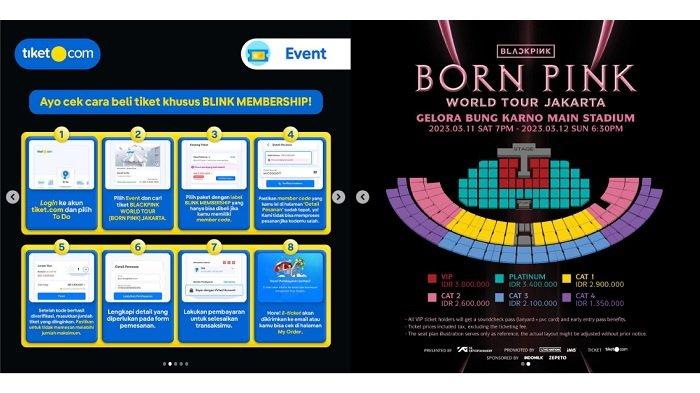 tiket.com
Event
Ayo cek cara beli tiket khusus BLINK MEMBERSHIP!
1
Login ke akun
tiket.com dan pilih
To Do
2
Pilih Event dan cari
tiket BLACKPINK
WORLD TOUR
[BORN PINK] JAKARTA.
3
Pilih paket dengan label
BLINK MEMBERSHIP yang
hanya bisa dibeli jika
kamu memiliki
member code.
4
Pastikan member code yang
kamu isi di halaman 'Detail
Pesanan' sudah tepat, ya!
Kami tidak bisa memproses
pesanan jika kodemu salah.
5
Setelah kode berhasil
diverifikasi, masukkan jumlah
tiket yang diinginkan. Pastikan
untuk tidak memesan melebihi
jumlah maksimum.
6
Lengkapi detail yang
diperlukan pada form
pemesanan.
7
Lakukan pembayaran
untuk selesaikan
transaksimu.
8
Hore! E-ticket akan
dikirimkan ke email atau
kamu bisa cek di halaman
My Order.
BLACKPINK
BORN PINK
WORLD TOUR JAKARTA
GELORA BUNG KARNO MAIN STADIUM
2023.03.11 SAT 7PM - 2023.03.12 SUN 6:30PM
STAGE
VIP
IDR 3.800.000
PLATINUM
IDR 3.400.000
CAT 1
IDR 2.900.000
CAT 2
IDR 2.600.000
CAT 3
IDR 2.100.000
CAT 4
IDR 1.350.000
- All VIP ticket holders will get a soundcheck pass (lanyard + pvc card) and early entry pass benefits.
- Ticket prices included tax, excluding the ticketing fee.
- The seat plan illustration serves only as reference, the actual layout might be adjusted without prior notice.
PRESENTED BY YG ENTERTAINMENT PROMOTED BY LIVE NATION iMe TICKET tiket.com
SPONSORED BY INDOMILK ZEPETO